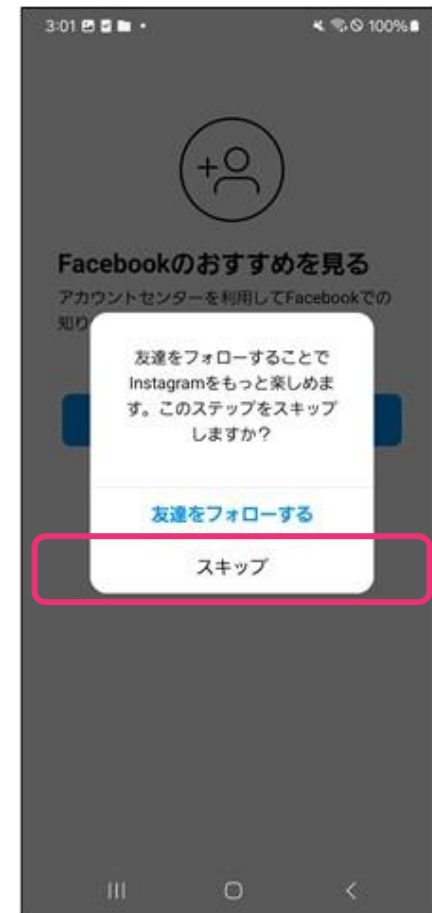 3:01
100%
Facebookのおすすめを見る
アカウントセンターを利用してFacebookでの
知り
友達をフォローすることで
Instagramをもっと楽しめま
す。このステップをスキップ
しますか？
友達をフォローする
スキップ